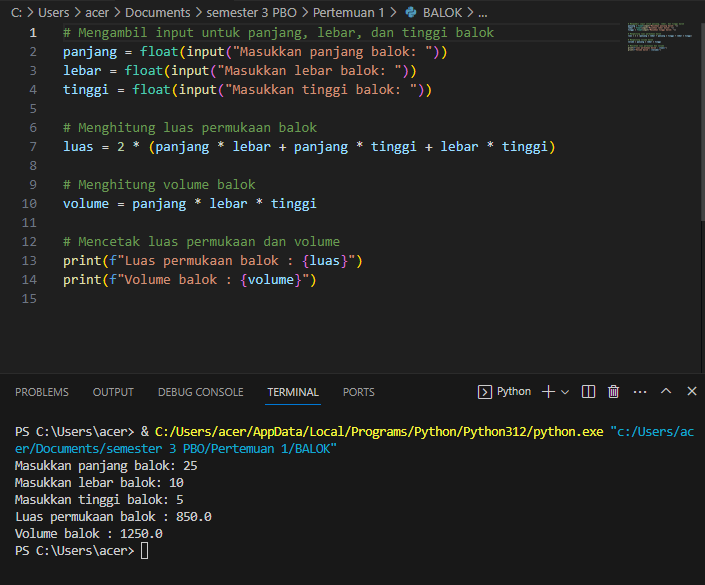 C: > Users > acer > Documents > semester 3 PBO > Pertemuan 1 > BALOK > ...
1 # Mengambil input untuk panjang, lebar, dan tinggi balok
2 panjang = float(input("Masukkan panjang balok: "))
3 lebar = float(input("Masukkan lebar balok: "))
4 tinggi = float(input("Masukkan tinggi balok: "))
5
6 # Menghitung luas permukaan balok
7 luas = 2 * (panjang * lebar + panjang * tinggi + lebar * tinggi)
8
9 # Menghitung volume balok
10 volume = panjang * lebar * tinggi
11
12 # Mencetak luas permukaan dan volume
13 print(f"Luas permukaan balok : {luas}")
14 print(f"Volume balok : {volume}")
15
PROBLEMS OUTPUT DEBUG CONSOLE TERMINAL PORTS Python
PS C:\Users\acer> & C:/Users/acer/AppData/Local/Programs/Python/Python312/python.exe "c:/Users/ac
er/Documents/semester 3 PBO/Pertemuan 1/BALOK"
Masukkan panjang balok: 25
Masukkan lebar balok: 10
Masukkan tinggi balok: 5
Luas permukaan balok : 850.0
Volume balok : 1250.0
PS C:\Users\acer>